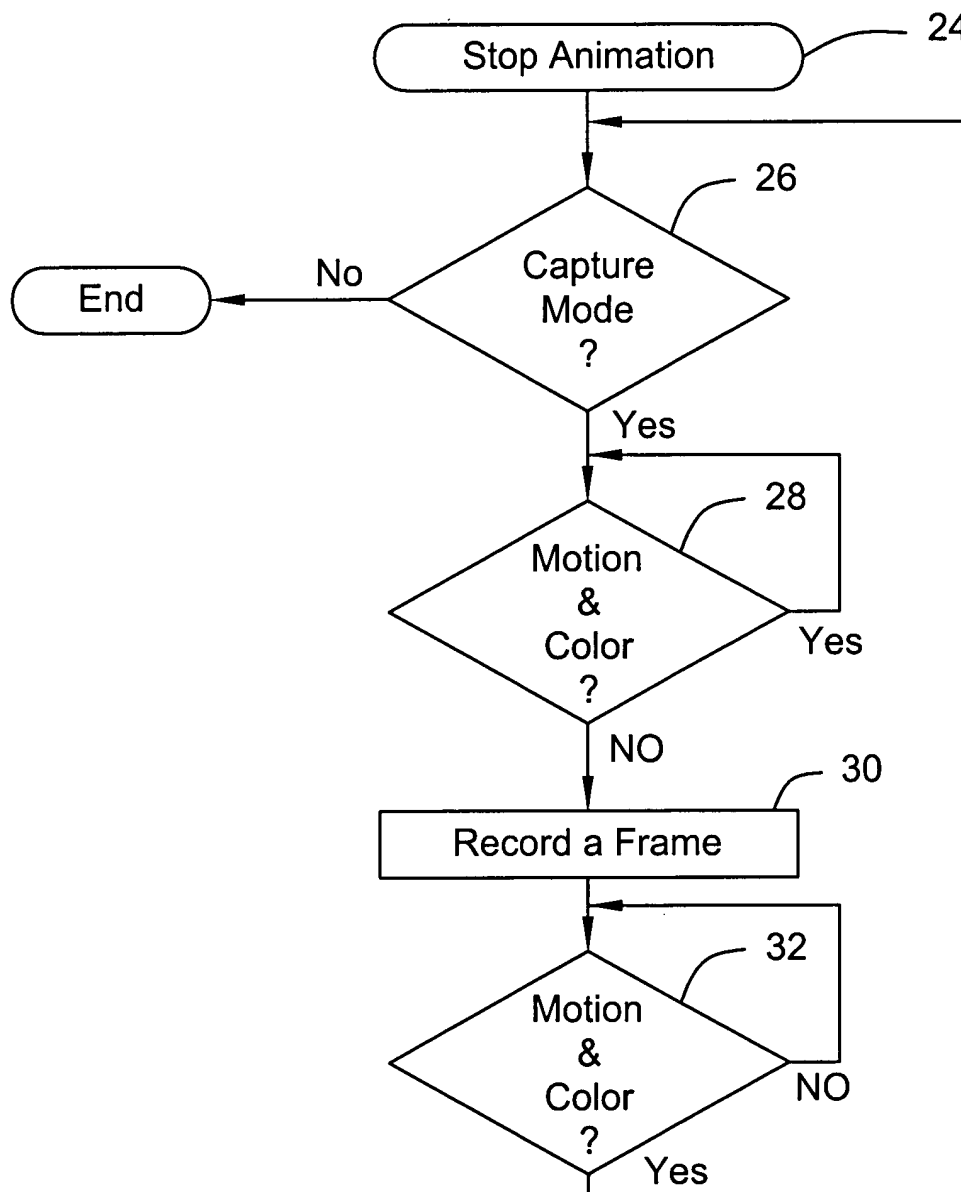 Stop Animation
24
26
Capture
Mode
?
No
End
Yes
28
Motion
&
Color
?
Yes
NO
30
Record a Frame
32
Motion
&
Color
?
NO
Yes